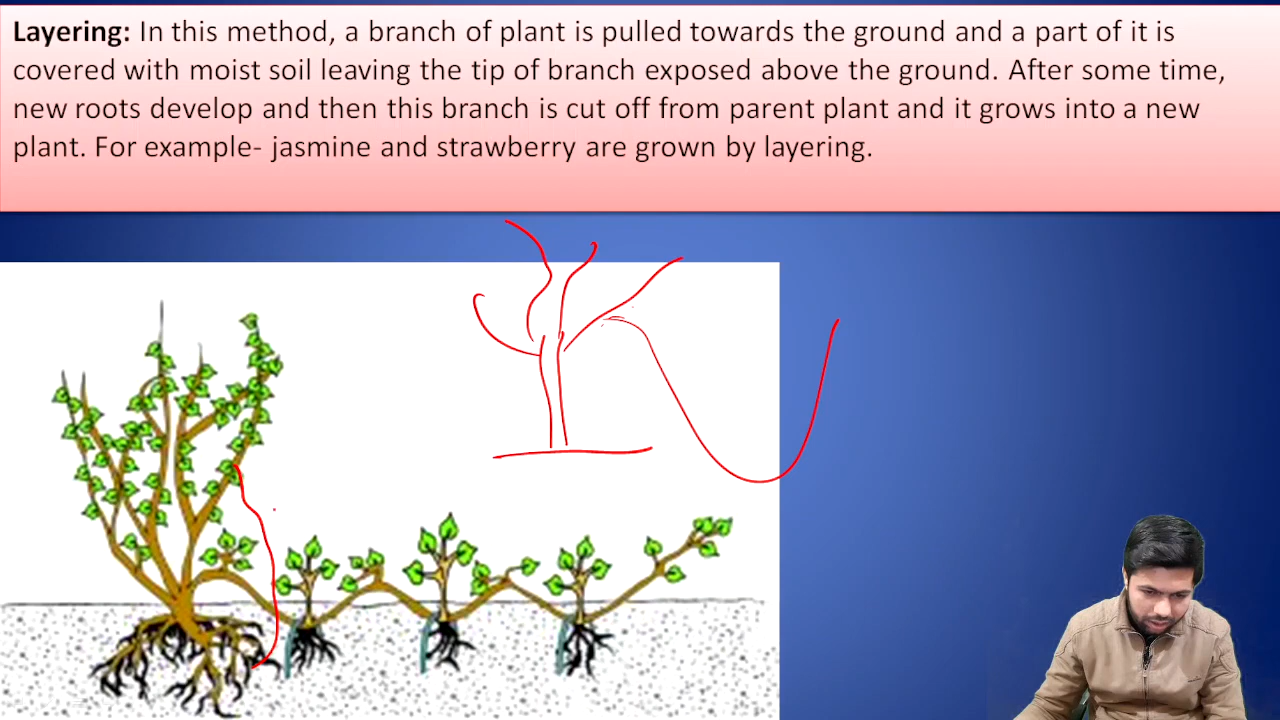 Layering: In this method, a branch of plant is pulled towards the ground and a part of it is
covered with moist soil leaving the tip of branch exposed above the ground. After some time,
new roots develop and then this branch is cut off from parent plant and it grows into a new
plant. For example- jasmine and strawberry are grown by layering.